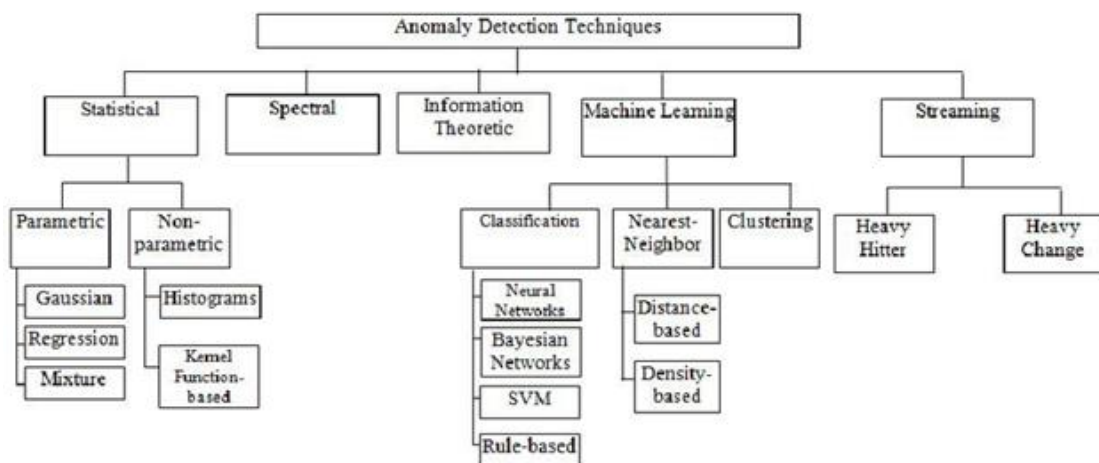 Anomaly Detection Techniques
Statistical
Spectral
Information
Theoretic
Machine Learning
Streaming
Parametric
Non-
parametric
Classification
Nearest-
Neighbor
Clustering
Heavy
Hitter
Heavy
Change
Gaussian
Regression
Mixture
Histograms
Kernel
Function-
based
Neural
Networks
Bayesian
Networks
SVM
Rule-based
Distance-
based
Density-
based